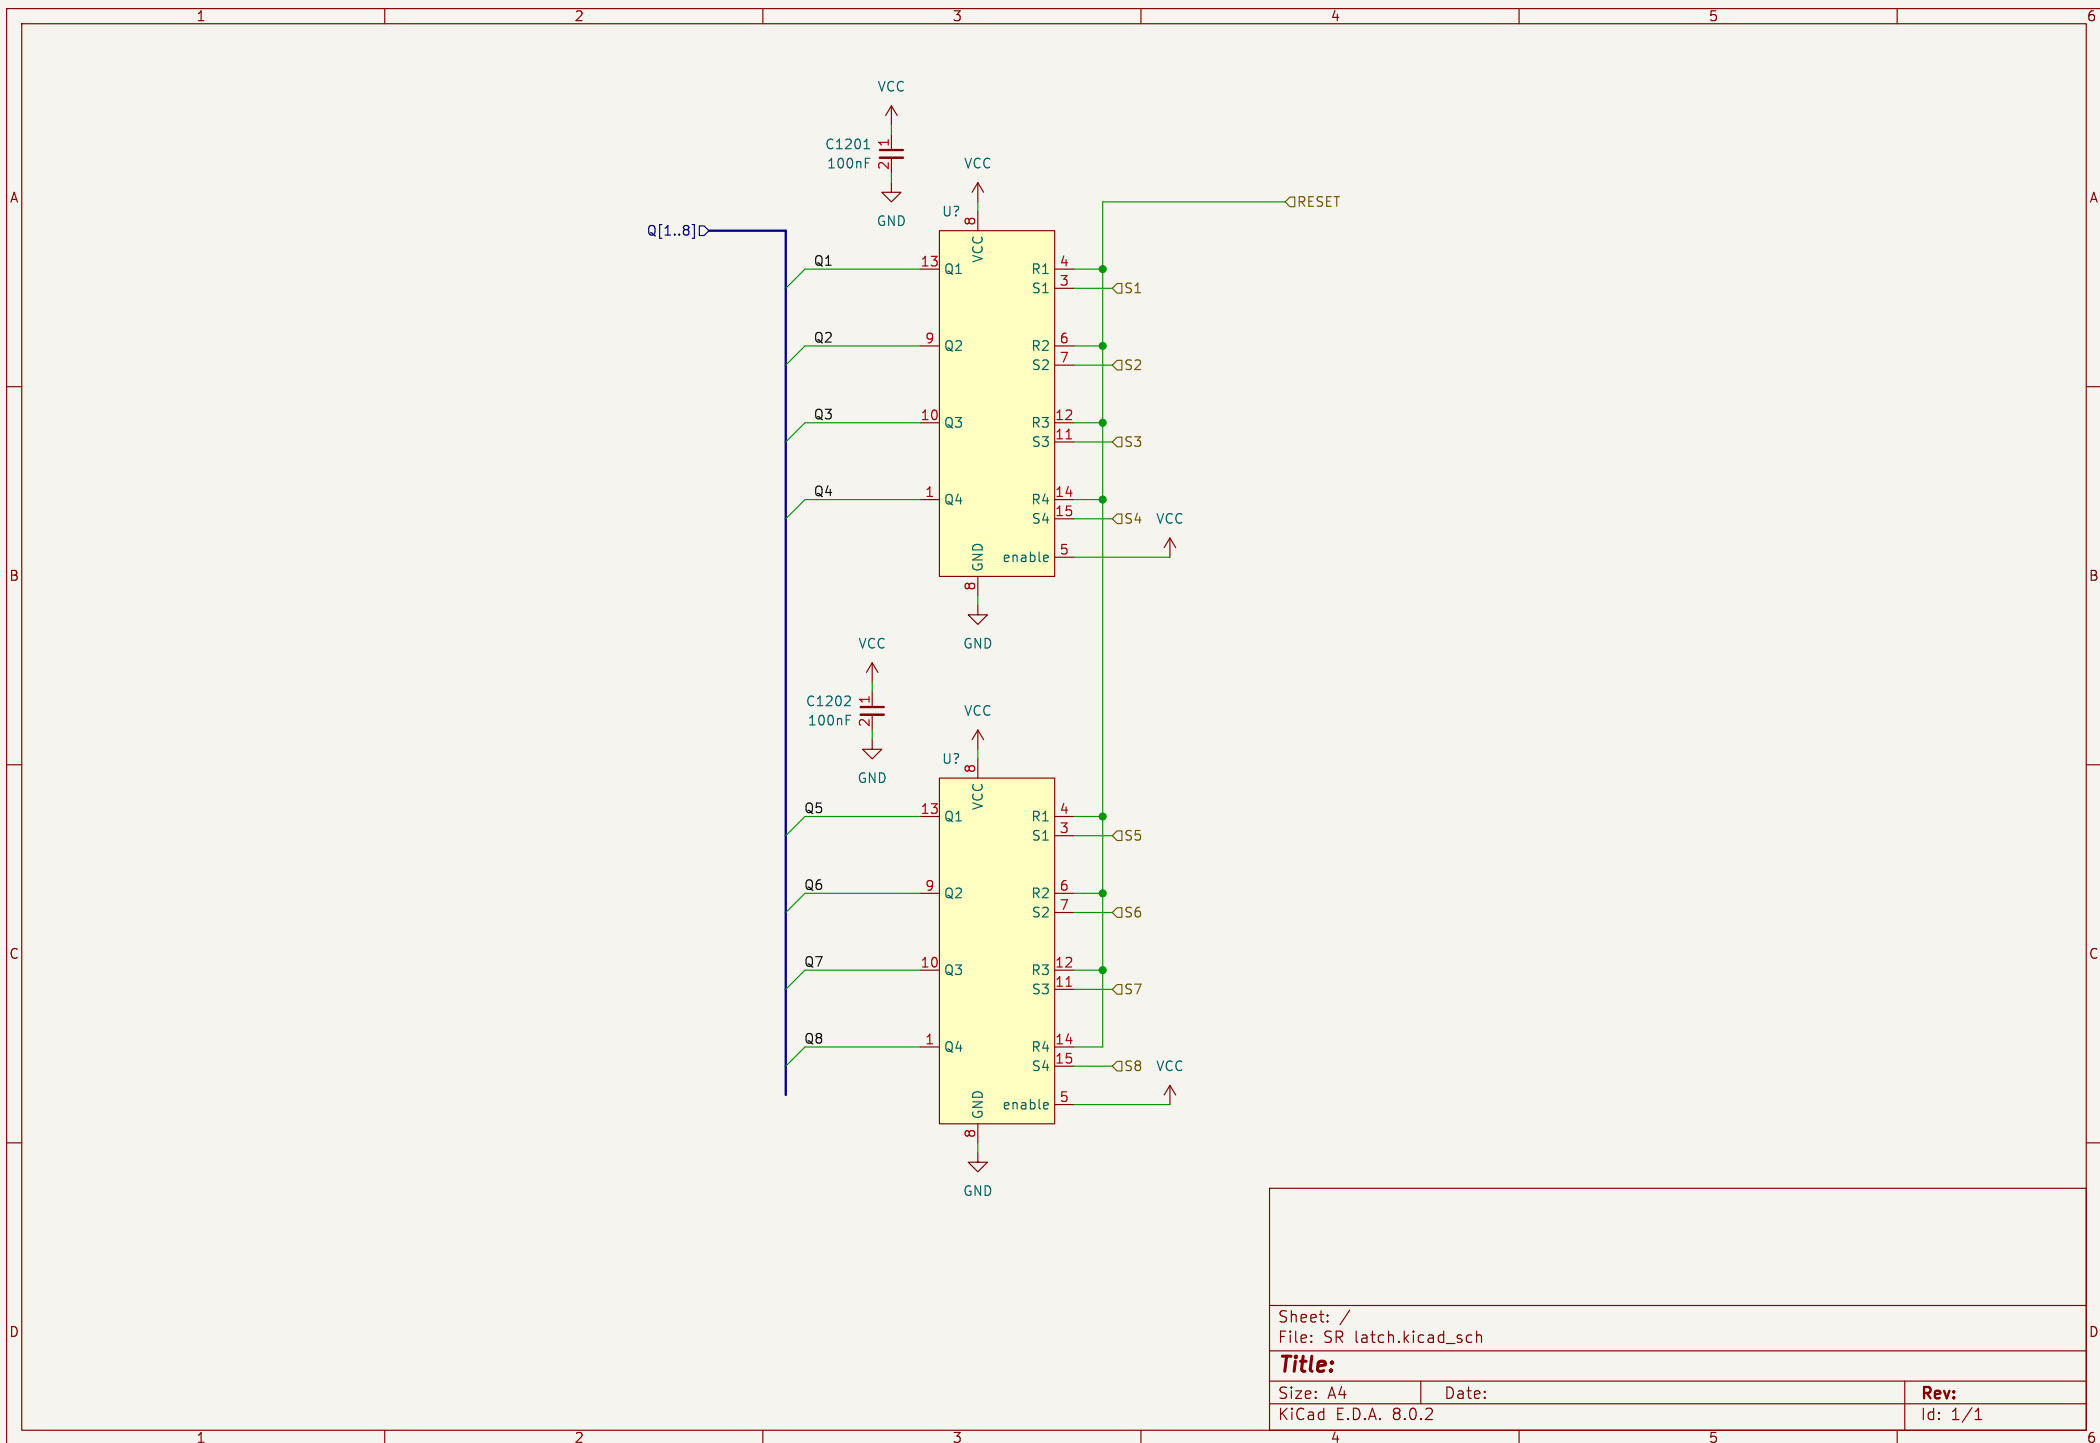 1 2 3 4 5 6
VCC
C1201 1
100nF 2
VCC
A A
RESET
U? 8
GND
Q[1..8]
VCC
Q1 13 Q1 R1 4
S1 3 S1
Q2 9 Q2 R2 6
S2 7 S2
Q3 10 Q3 R3 12
S3 11 S3
Q4 1 Q4 R4 14
S4 15 S4 VCC
GND enable 5
B B
8
GND
VCC
C1202 1
100nF 2
VCC
U? 8
GND
VCC
Q5 13 Q1 R1 4
S1 3 S5
Q6 9 Q2 R2 6
S2 7 S6
C C
Q7 10 Q3 R3 12
S3 11 S7
Q8 1 Q4 R4 14
S4 15 S8 VCC
GND enable 5
8
GND
Sheet: /
D D
File: SR latch.kicad_sch
Title:
Size: A4 Date: Rev:
KiCad E.D.A. 8.0.2 Id: 1/1
1 2 3 4 5 6